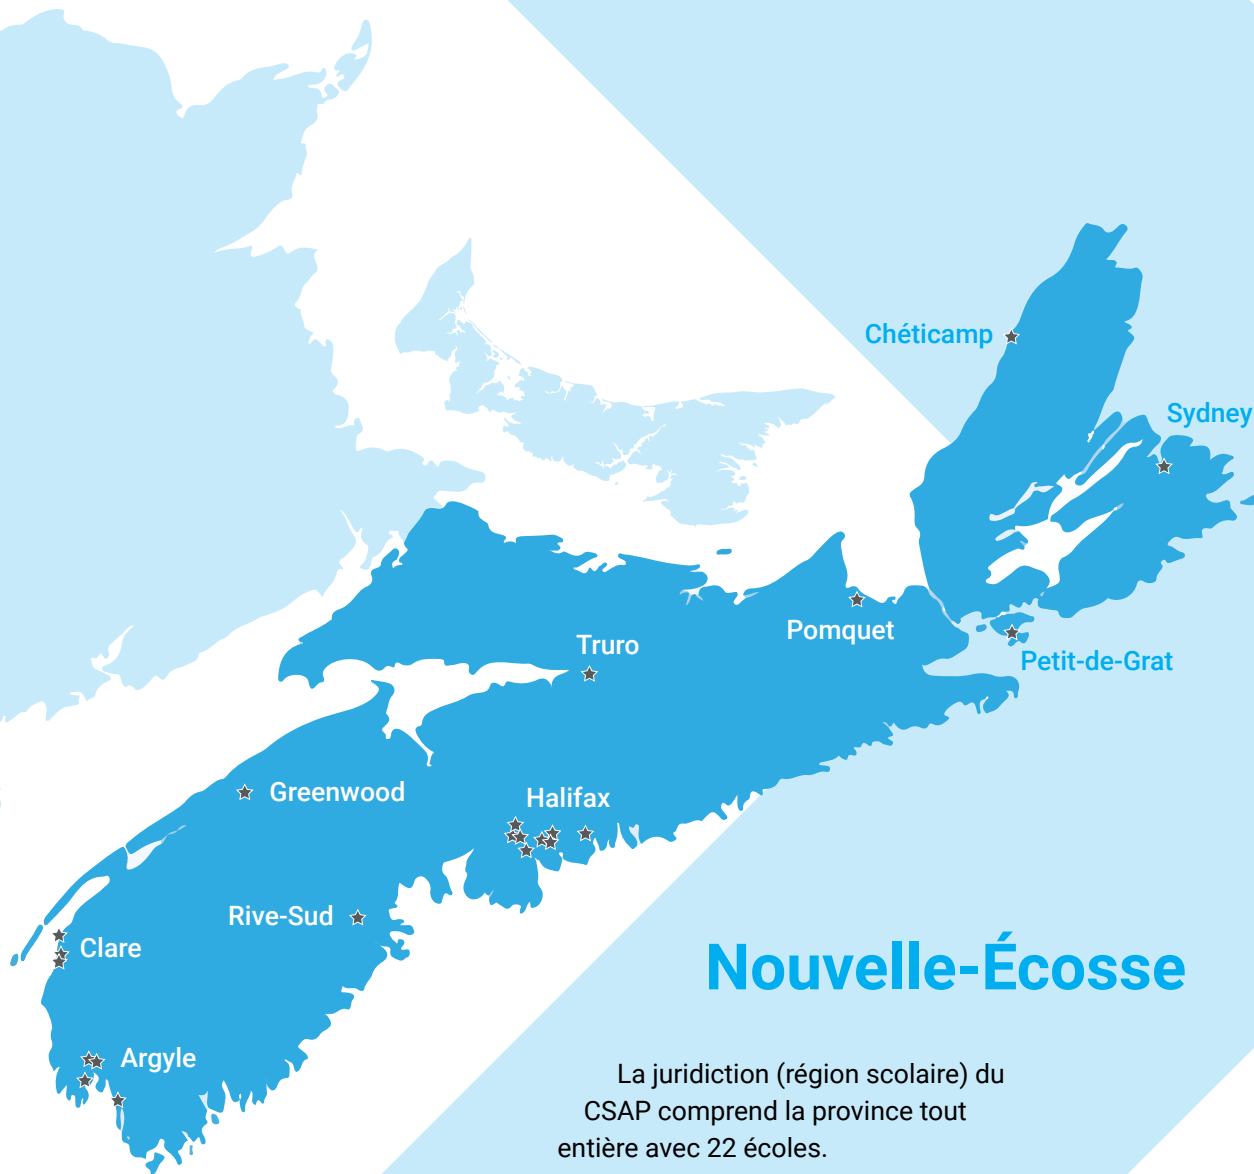 Chéticamp
Sydney
Pomquet
Truro
Petit-de-Grat
Greenwood
Halifax
Rive-Sud
Clare
Argyle
Nouvelle-Écosse
La juridiction (région scolaire) du
CSAP comprend la province tout
entière avec 22 écoles.